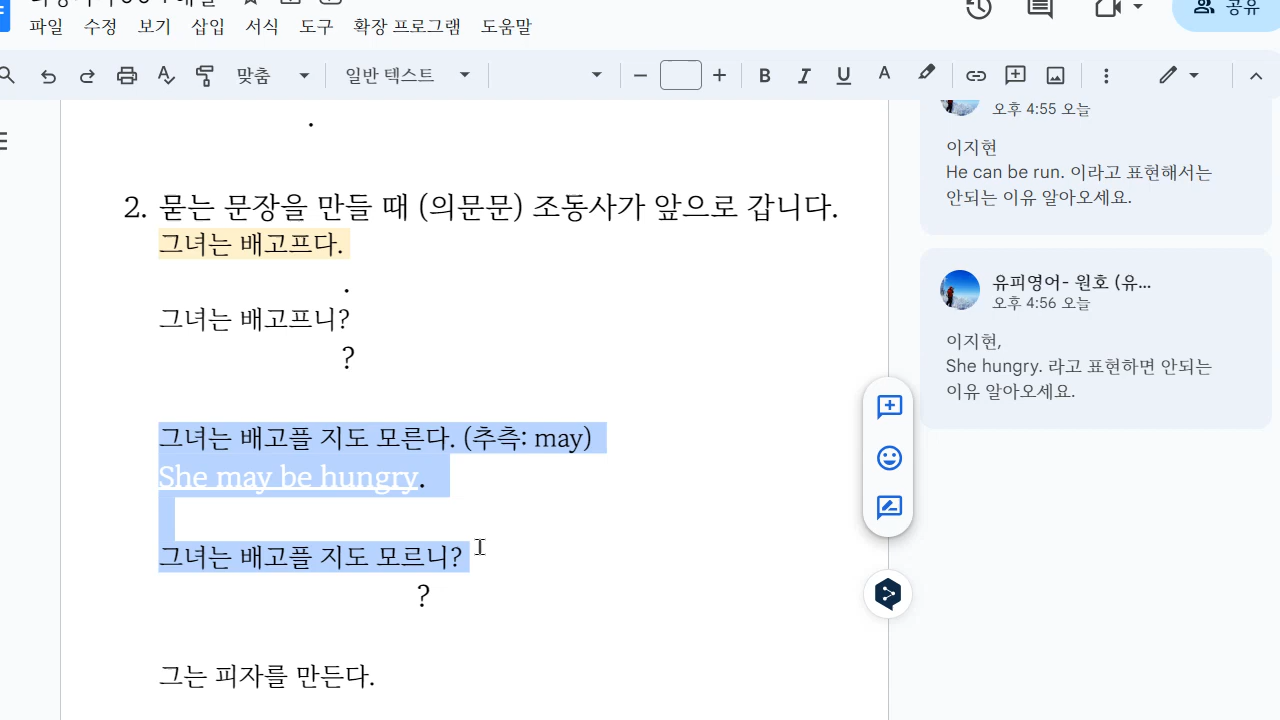 파일 수정 보기 삽입 서식 도구 확장 프로그램 도움말
공유
맞춤 일반 텍스트 B I U A
.
2. 묻는 문장을 만들 때 (의문문) 조동사가 앞으로 갑니다.
그녀는 배고프다.
.
그녀는 배고프니?
?
그녀는 배고플 지도 모른다. (추측: may)
She may be hungry.
그녀는 배고플 지도 모르니?
?
그는 피자를 만든다.
오후 4:55 오늘
이지현
He can be run. 이라고 표현해서는
안되는 이유 알아오세요.
유피영어- 원호 (유...
오후 4:56 오늘
이지현,
She hungry. 라고 표현하면 안되는
이유 알아오세요.